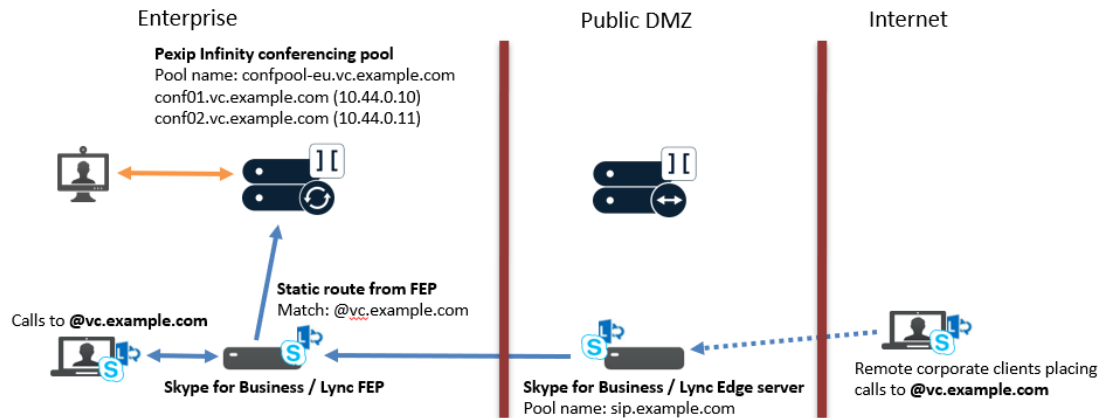 Enterprise
Public DMZ
Internet
Pexip Infinity conferencing pool
Pool name: confpool-eu.vc.example.com
conf01.vc.example.com (10.44.0.10)
conf02.vc.example.com (10.44.0.11)
Static route from FEP
Match: @vc.example.com
Calls to @vc.example.com
Skype for Business / Lync FEP
Skype for Business / Lync Edge server
Pool name: sip.example.com
Remote corporate clients placing
calls to @vc.example.com